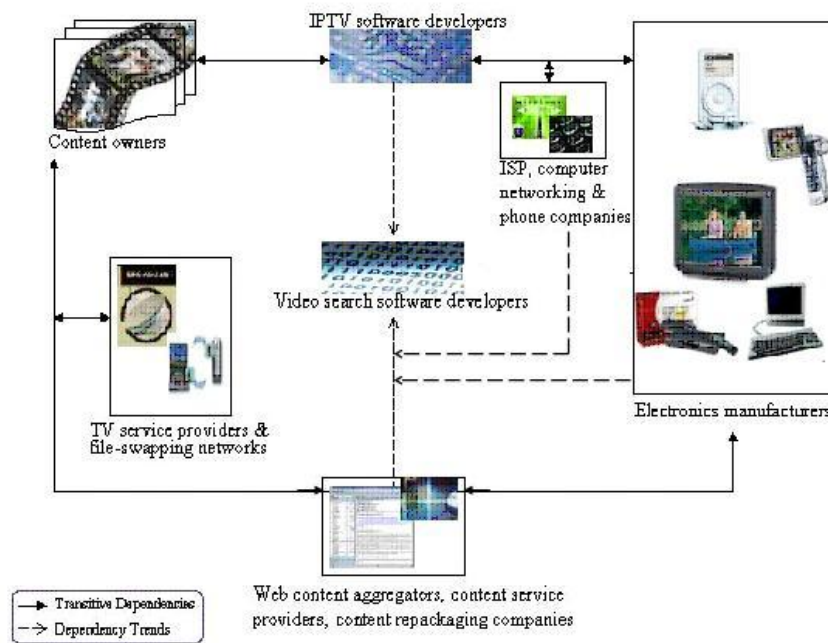 IPTV software developers
Content owners
ISP, computer
networking &
phone companies
Video search software developers
TV service providers &
file-swapping networks
Electronics manufacturers
Web content aggregators, content service
providers, content repackaging companies
Transitive Dependencies
Dependency Trends